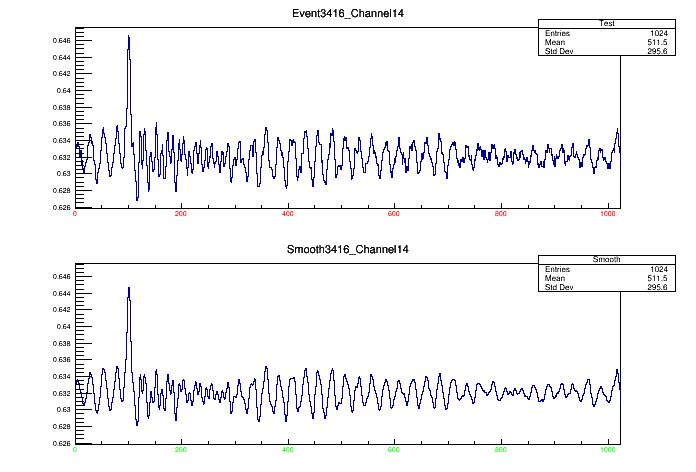 Event3416_Channel14
Test
Entries 1024
Mean 511.5
Std Dev 295.6
0.646
0.644
0.642
0.64
0.638
0.636
0.634
0.632
0.63
0.628
0.626
0 200 400 600 800 1000
Smooth3416_Channel14
Smooth
Entries 1024
Mean 511.5
Std Dev 295.6
0.646
0.644
0.642
0.64
0.638
0.636
0.634
0.632
0.63
0.628
0.626
0 200 400 600 800 1000